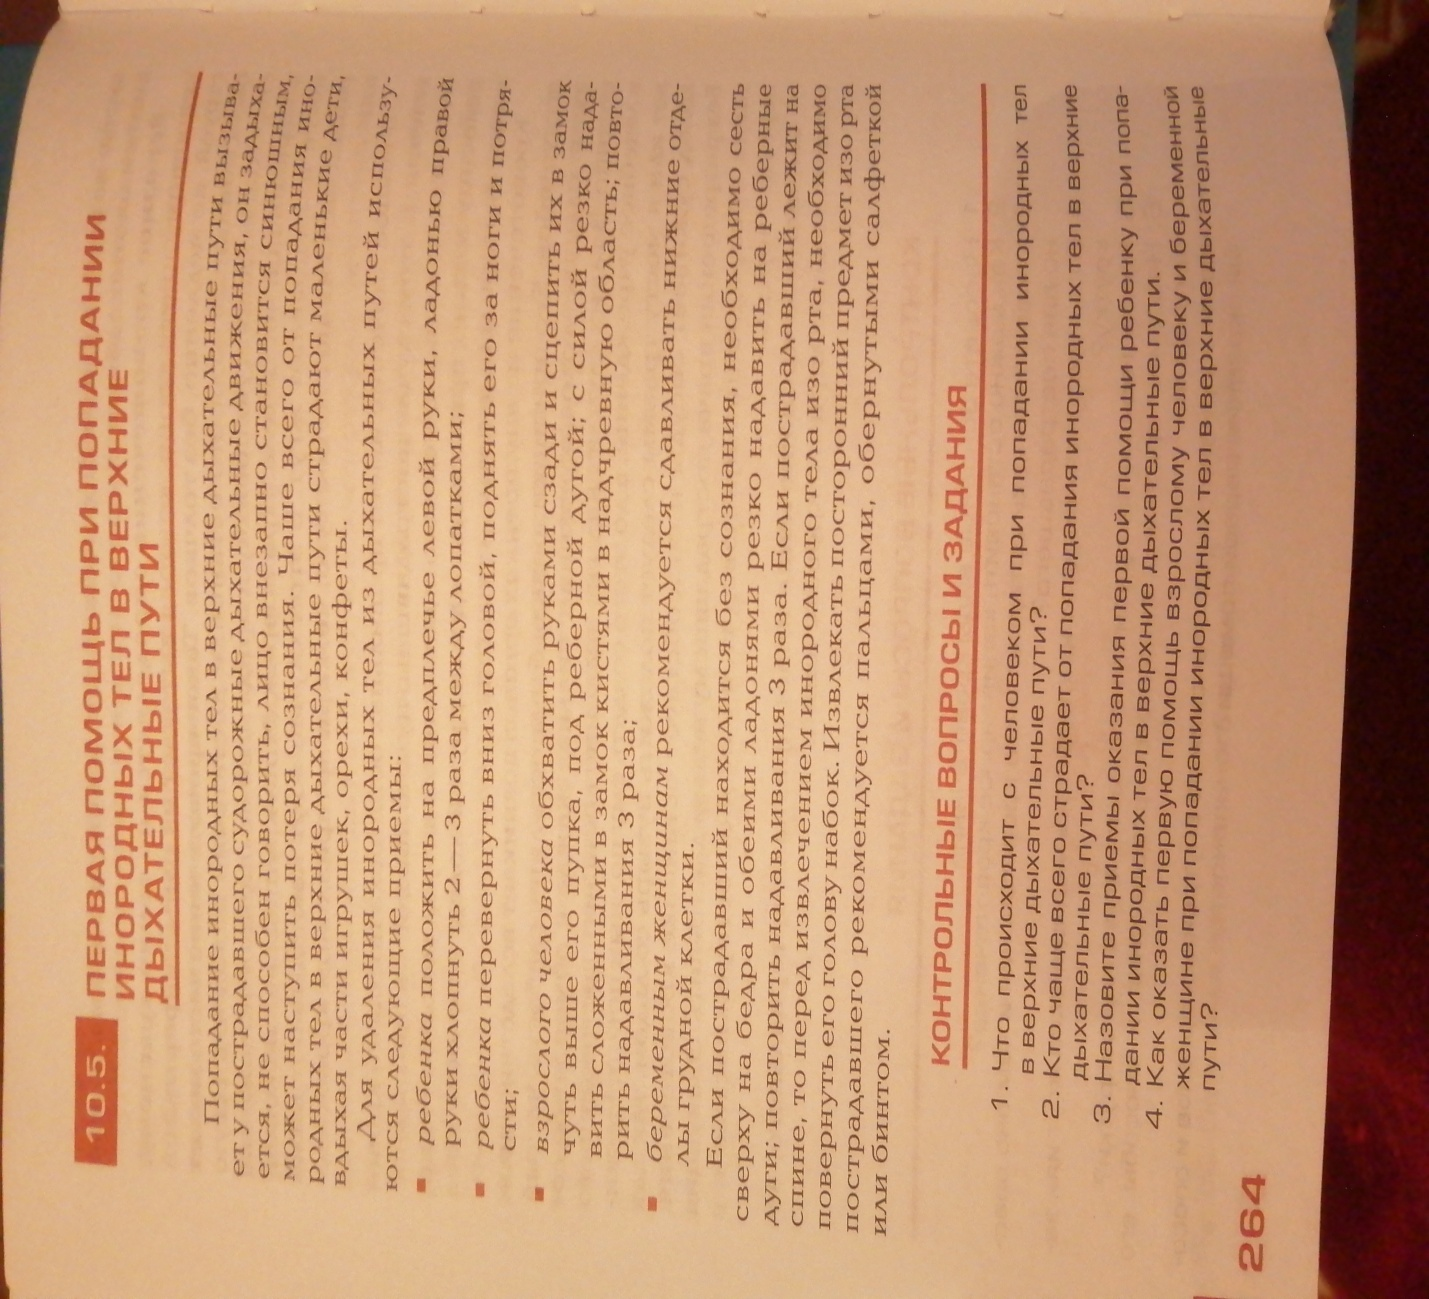 10.5. ПЕРВАЯ ПОМОЩЬ ПРИ ПОПАДАНИИ
ИНОРОДНЫХ ТЕЛ В ВЕРХНИЕ
ДЫХАТЕЛЬНЫЕ ПУТИ
Попадание инородных тел в верхние дыхательные пути вызыва-
ет у пострадавшего судорожные дыхательные движения, он задыха-
ется, не способен говорить, лицо внезапно становится синюшным,
может наступить потеря сознания. Чаще всего от попадания ино-
родных тел в верхние дыхательные пути страдают маленькие дети,
вдыхая части игрушек, орехи, конфеты.
Для удаления инородных тел из дыхательных путей использу-
ются следующие приемы:
▪ ребенка положить на предплечье левой руки, ладонью правой
руки хлопнуть 2—3 раза между лопатками;
▪ ребенка перевернуть вниз головой, поднять его за ноги и потря-
сти;
▪ взрослого человека обхватить руками сзади и сцепить их в замок
чуть выше его пупка, под реберной дугой; с силой резко нада-
вить сложенными в замок кистями в надчревную область; повто-
рить надавливания 3 раза;
▪ беременным женщинам рекомендуется сдавливать нижние отде-
лы грудной клетки.
Если пострадавший находится без сознания, необходимо сесть
сверху на бедра и обеими ладонями резко надавить на реберные
дуги; повторить надавливания 3 раза. Если пострадавший лежит на
спине, то перед извлечением инородного тела изо рта, необходимо
повернуть его голову набок. Извлекать посторонний предмет изо рта
пострадавшего рекомендуется пальцами, обернутыми салфеткой
или бинтом.
КОНТРОЛЬНЫЕ ВОПРОСЫ И ЗАДАНИЯ
1. Что происходит с человеком при попадании инородных тел
в верхние дыхательные пути?
2. Кто чаще всего страдает от попадания инородных тел в верхние
дыхательные пути?
3. Назовите приемы оказания первой помощи ребенку при попа-
дании инородных тел в верхние дыхательные пути.
4. Как оказать первую помощь взрослому человеку и беременной
женщине при попадании инородных тел в верхние дыхательные
пути?
264